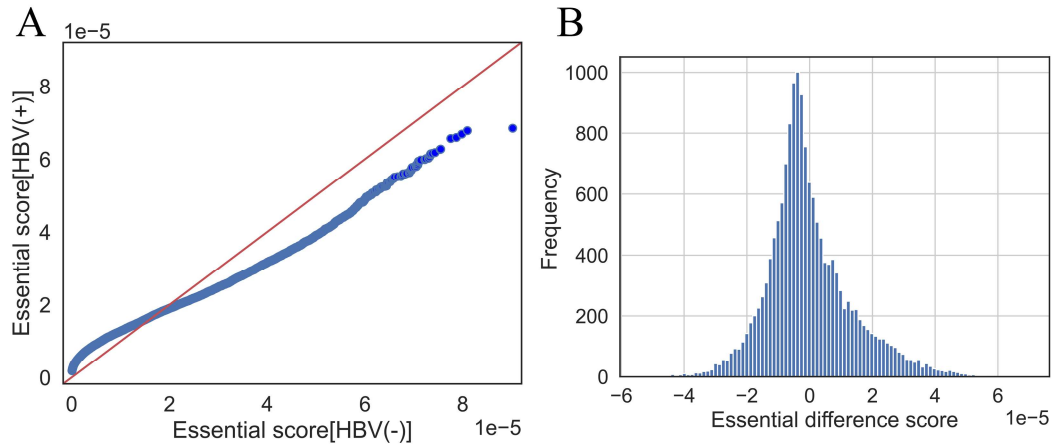 A
1e−5
Essential score[HBV(+)]
8
6
4
2
0
0 2 4 6 8
Essential score[HBV(-)]
1e−5
B
Frequency
1000
800
600
400
200
0
−6 −4 −2 0 2 4 6
Essential difference score
1e−5